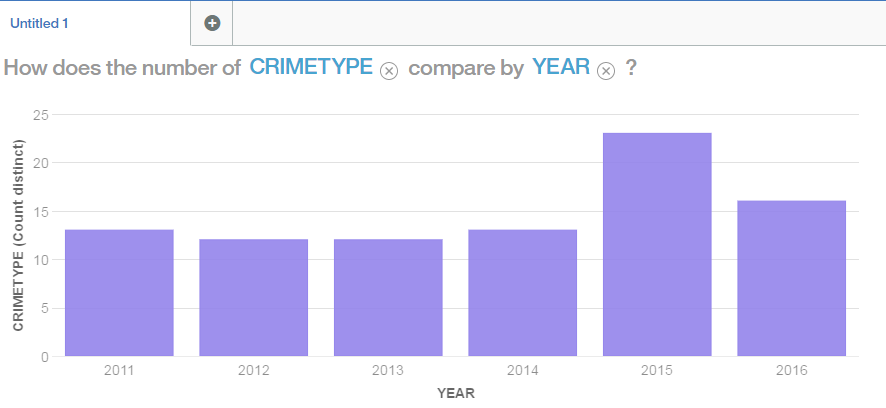 Untitled 1
How does the number of CRIMETYPE compare by YEAR ?
CRIMETYPE (Count distinct)
25
20
15
10
5
0
2011 2012 2013 2014 2015 2016
YEAR